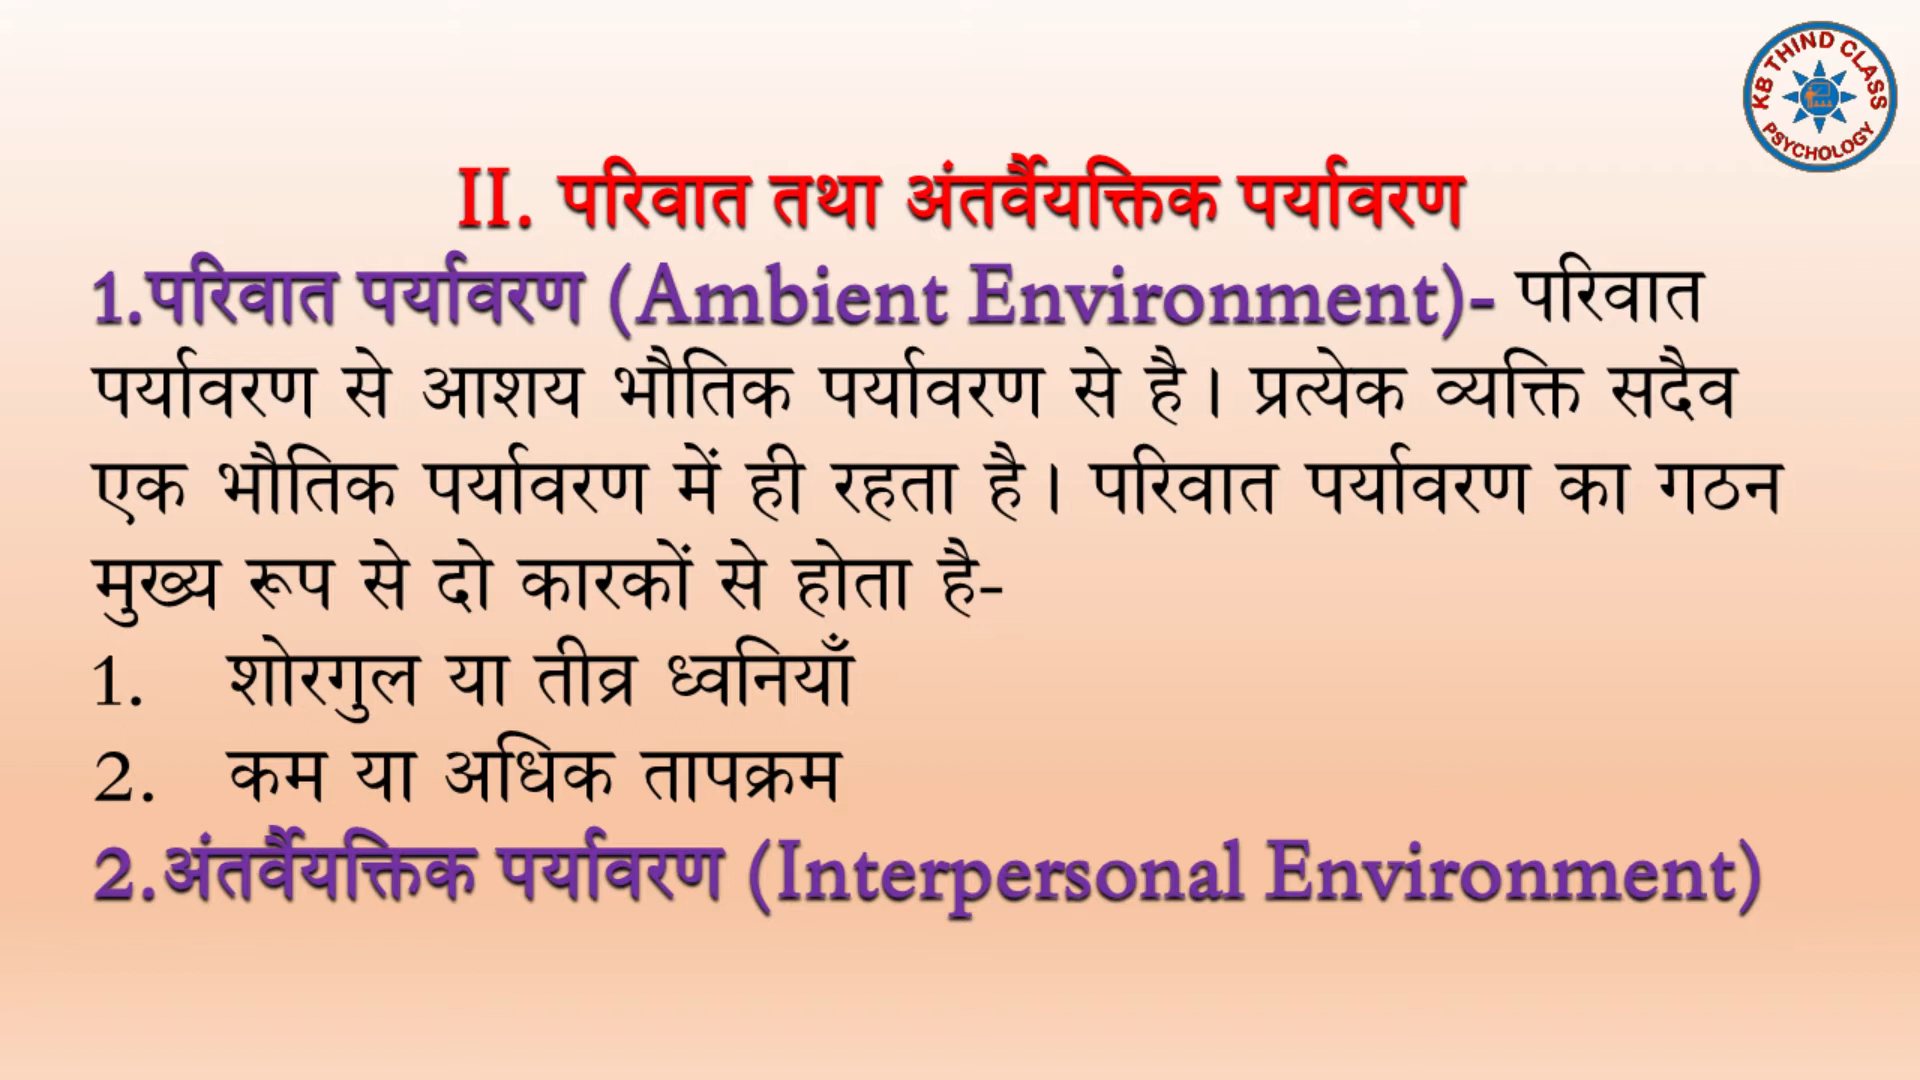 KB THIND CLASS
PSYCHOLOGY
II. परिवात तथा अंतर्वैयक्तिक पर्यावरण
1.परिवात पर्यावरण (Ambient Environment)- परिवात
पर्यावरण से आशय भौतिक पर्यावरण से है। प्रत्येक व्यक्ति सदैव
एक भौतिक पर्यावरण में ही रहता है। परिवात पर्यावरण का गठन
मुख्य रूप से दो कारकों से होता है-
1. शोरगुल या तीव्र ध्वनियाँ
2. कम या अधिक तापक्रम
2.अंतर्वैयक्तिक पर्यावरण (Interpersonal Environment)